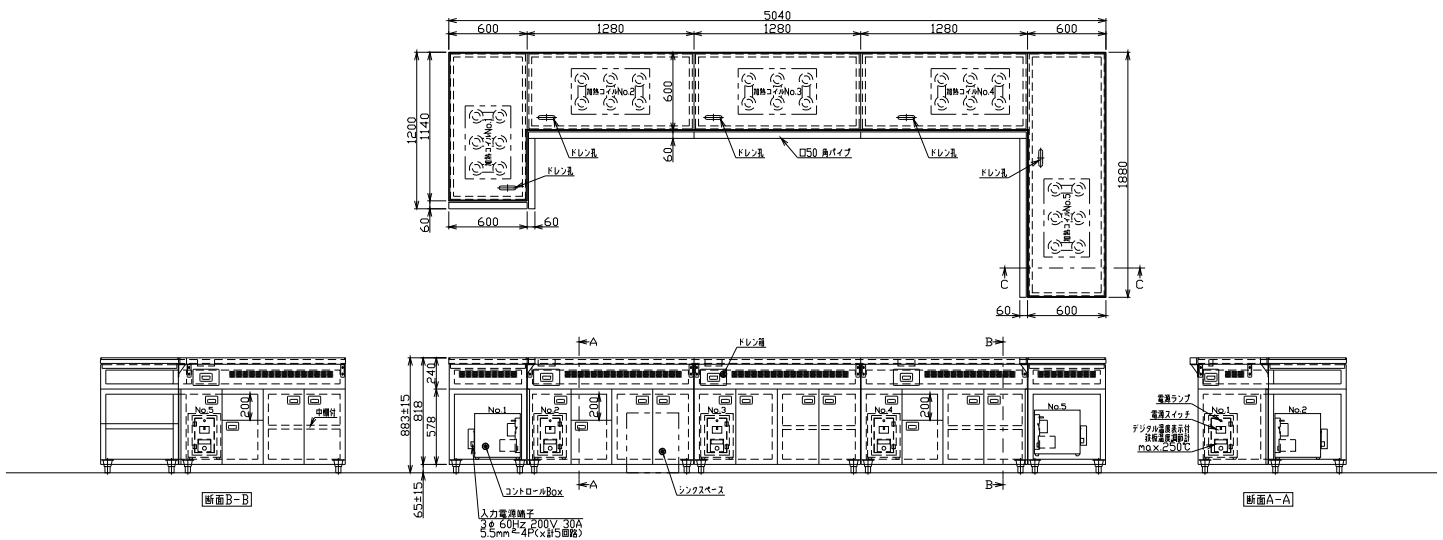 5040
600
1280
1280
1280
600
加熱コイルNo.2
加熱コイルNo.3
加熱コイルNo.4
600
1200
1140
加熱コイルNo.1
ドレン孔
60
ドレン孔
□50 角パイプ
ドレン孔
ドレン孔
ドレン孔
1880
加熱コイルNo.5
60
600
60
C
C
60
600
A
ドレン箱
B
240
883±15
818
578
200
中棚付
No.5
No.1
No.2
200
No.3
No.4
200
No.5
電源ランプ
電源スイッチ
デジタル温度表示付
鉄板温度調節計
max.250℃
No.1
No.2
A
B
65±15
コントロールBox
シンクスペース
断面B-B
断面A-A
入力電源端子
3φ 60Hz 200V 30A
5.5mm²-4P(x計5回路)